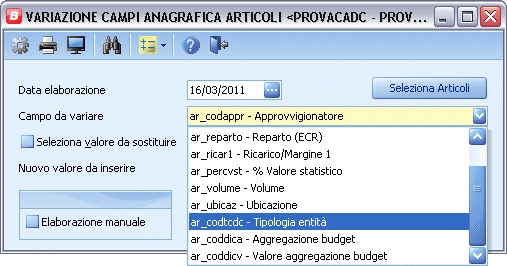 B VARIAZIONE CAMPI ANAGRAFICA ARTICOLI <PROVACADC - PROV...
Data elaborazione 16/03/2011 ... Seleziona Articoli
Campo da variare ar_codappr - Approvvigionatore
Seleziona valore da sostituire
Nuovo valore da inserire
Elaborazione manuale
ar_reparto - Reparto (ECR)
ar_ricar1 - Ricarico/Margine 1
ar_percvst - % Valore statistico
ar_volume - Volume
ar_ubicaz - Ubicazione
ar_codtcdc - Tipologia entità
ar_coddica - Aggregazione budget
ar_coddicv - Valore aggregazione budget